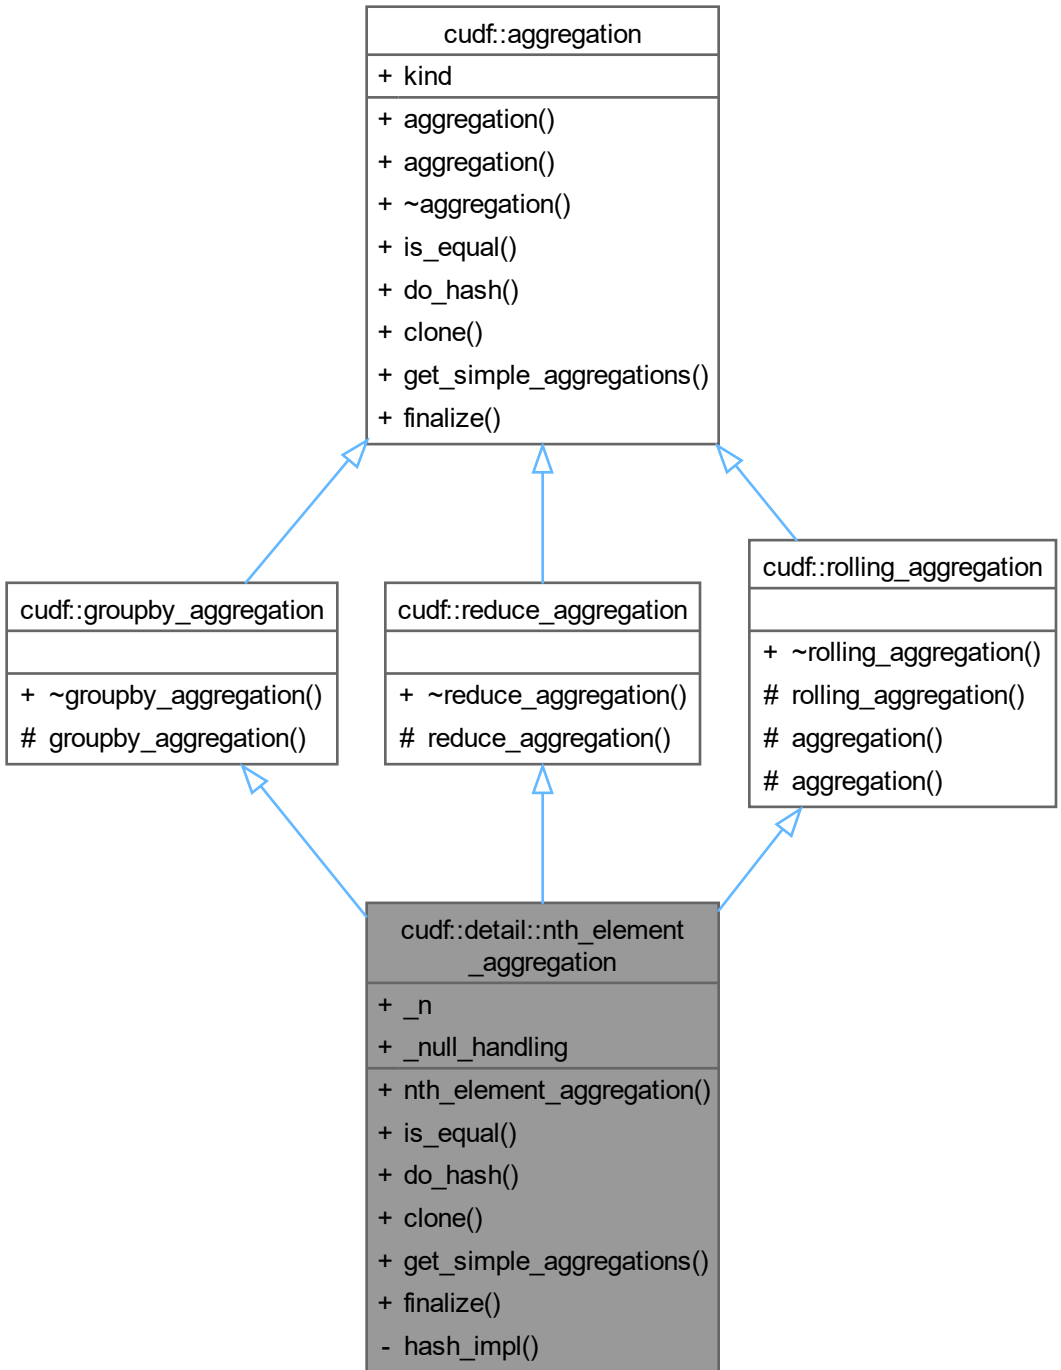 cudf::aggregation
+ kind
+ aggregation()
+ aggregation()
+ ~aggregation()
+ is_equal()
+ do_hash()
+ clone()
+ get_simple_aggregations()
+ finalize()
cudf::groupby_aggregation
+ ~groupby_aggregation()
# groupby_aggregation()
cudf::reduce_aggregation
+ ~reduce_aggregation()
# reduce_aggregation()
cudf::rolling_aggregation
+ ~rolling_aggregation()
# rolling_aggregation()
# aggregation()
# aggregation()
cudf::detail::nth_element
_aggregation
+ _n
+ _null_handling
+ nth_element_aggregation()
+ is_equal()
+ do_hash()
+ clone()
+ get_simple_aggregations()
+ finalize()
- hash_impl()